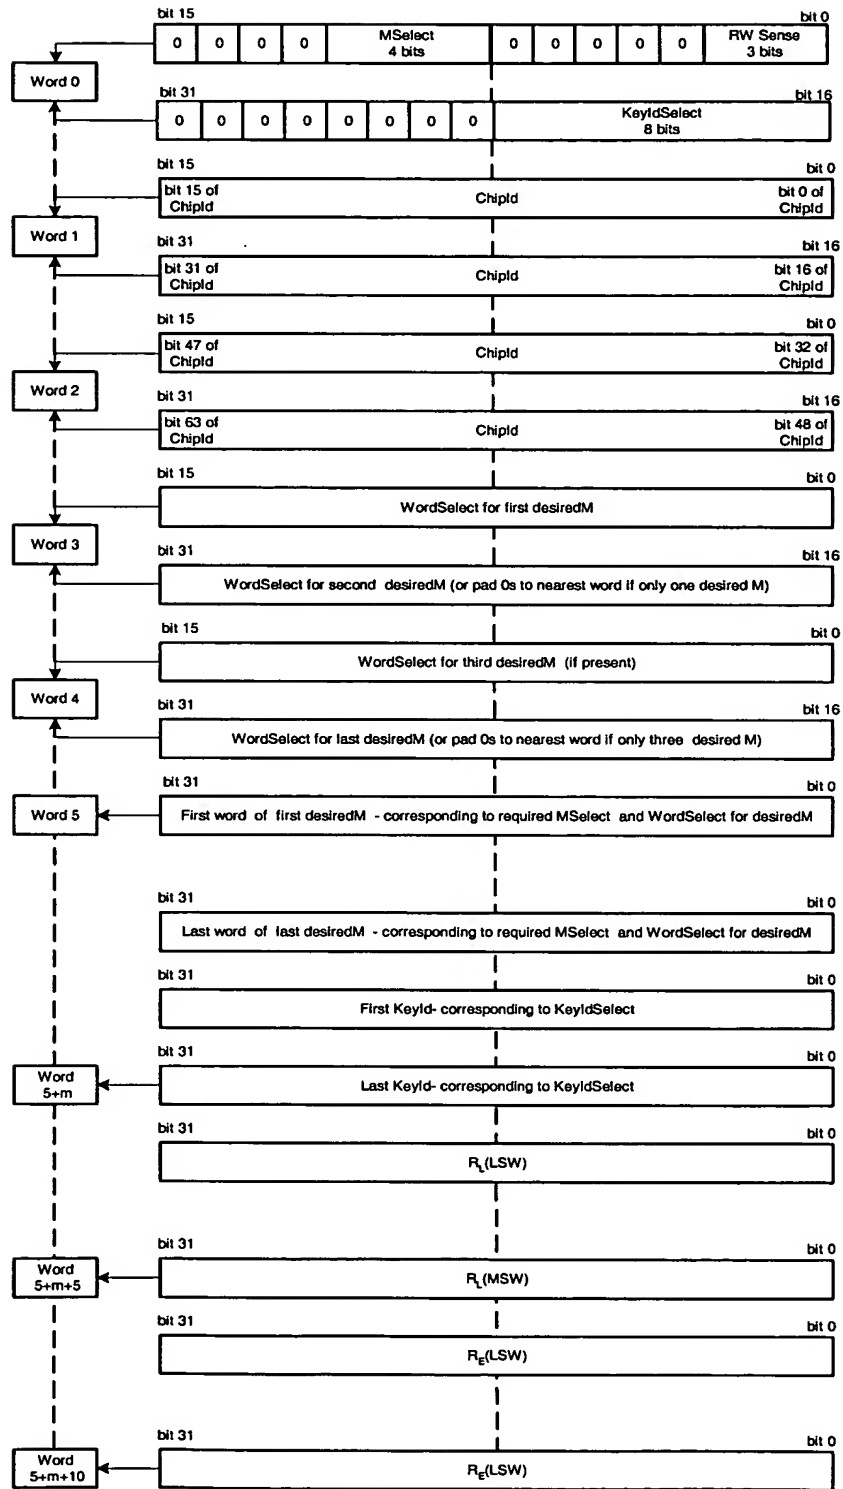 bit 15 bit 0
0 0 0 0 MSelect 0 0 0 0 0 RW Sense
4 bits 3 bits
Word 0
bit 31 bit 16
0 0 0 0 0 0 0 0 KeyIdSelect
8 bits
bit 15 bit 0
bit 15 of ChipId bit 0 of
ChipId ChipId
Word 1
bit 31 bit 16
bit 31 of ChipId bit 16 of
ChipId ChipId
bit 15 bit 0
bit 47 of ChipId bit 32 of
ChipId ChipId
Word 2
bit 31 bit 16
bit 63 of ChipId bit 48 of
ChipId ChipId
bit 15 bit 0
WordSelect for first desiredM
Word 3
bit 31 bit 16
WordSelect for second desiredM (or pad 0s to nearest word if only one desired M)
bit 15 bit 0
WordSelect for third desiredM (if present)
Word 4
bit 31 bit 16
WordSelect for last desiredM (or pad 0s to nearest word if only three desired M)
bit 31 bit 0
Word 5 First word of first desiredM - corresponding to required MSelect and WordSelect for desiredM
bit 31 bit 0
Last word of last desiredM - corresponding to required MSelect and WordSelect for desiredM
bit 31 bit 0
First KeyId- corresponding to KeyIdSelect
bit 31 bit 0
Word
5+m
Last KeyId- corresponding to KeyIdSelect
bit 31 bit 0
R_L(LSW)
bit 31 bit 0
Word
5+m+5
R_L(MSW)
bit 31 bit 0
R_E(LSW)
bit 31 bit 0
Word
5+m+10
R_E(LSW)